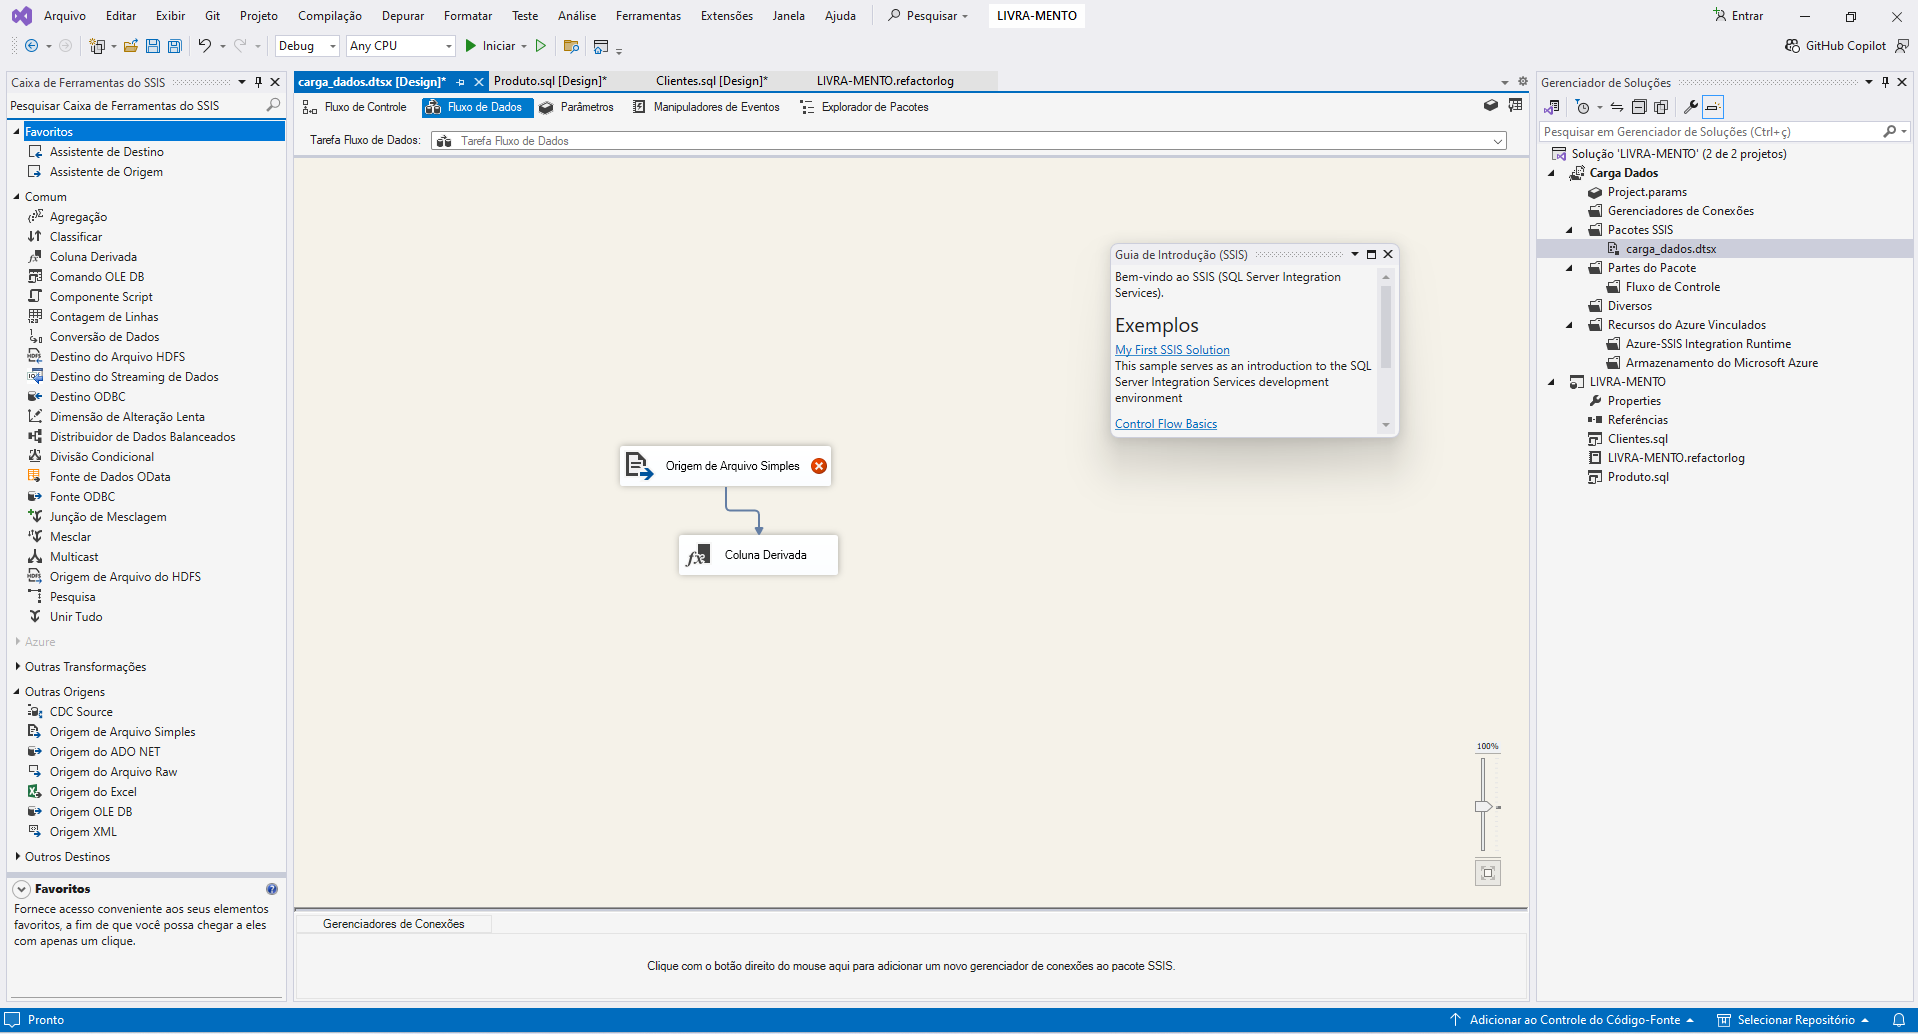 Arquivo Editar Exibir Git Projeto Compilação Depurar Formatar Teste Análise Ferramentas Extensões Janela Ajuda Pesquisar LIVRA-MENTO Entrar
Debug Any CPU Iniciar GitHub Copilot
Caixa de Ferramentas do SSIS
Pesquisar Caixa de Ferramentas do SSIS
Favoritos
Assistente de Destino
Assistente de Origem
Comum
Agregação
Classificar
Coluna Derivada
Comando OLE DB
Componente Script
Contagem de Linhas
Conversão de Dados
Destino do Arquivo HDFS
Destino do Streaming de Dados
Destino ODBC
Dimensão de Alteração Lenta
Distribuidor de Dados Balanceados
Divisão Condicional
Fonte de Dados OData
Fonte ODBC
Junção de Mesclagem
Mesclar
Multicast
Origem de Arquivo do HDFS
Pesquisa
Unir Tudo
Azure
Outras Transformações
Outras Origens
CDC Source
Origem de Arquivo Simples
Origem do ADO NET
Origem do Arquivo Raw
Origem do Excel
Origem OLE DB
Origem XML
Outros Destinos
Favoritos
Fornece acesso conveniente aos seus elementos
favoritos, a fim de que você possa chegar a eles
com apenas um clique.
carga_dados.dtsx [Design]* Produto.sql [Design]* Clientes.sql [Design]* LIVRA-MENTO.refactorlog
Fluxo de Controle Fluxo de Dados Parâmetros Manipuladores de Eventos Explorador de Pacotes
Tarefa Fluxo de Dados: Tarefa Fluxo de Dados
Origem de Arquivo Simples
Coluna Derivada
Guia de Introdução (SSIS)
Bem-vindo ao SSIS (SQL Server Integration
Services).
Exemplos
My First SSIS Solution
This sample serves as an introduction to the SQL
Server Integration Services development
environment
Control Flow Basics
100%
Gerenciadores de Conexões
Clique com o botão direito do mouse aqui para adicionar um novo gerenciador de conexões ao pacote SSIS.
Gerenciador de Soluções
Pesquisar em Gerenciador de Soluções (Ctrl+ç)
Solução 'LIVRA-MENTO' (2 de 2 projetos)
Carga Dados
Project.params
Gerenciadores de Conexões
Pacotes SSIS
carga_dados.dtsx
Partes do Pacote
Fluxo de Controle
Diversos
Recursos do Azure Vinculados
Azure-SSIS Integration Runtime
Armazenamento do Microsoft Azure
LIVRA-MENTO
Properties
Referências
Clientes.sql
LIVRA-MENTO.refactorlog
Produto.sql
Pronto Adicionar ao Controle do Código-Fonte Selecionar Repositório